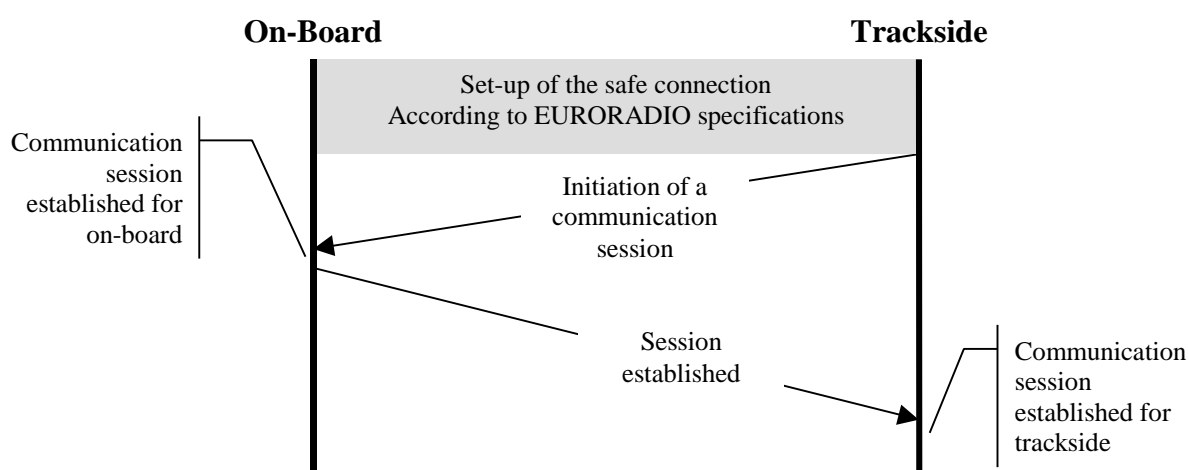 On-Board
Trackside
Set-up of the safe connection
According to EURORADIO specifications
Communication
session
established for
on-board
Initiation of a
communication
session
Session
established
Communication
session
established for
trackside